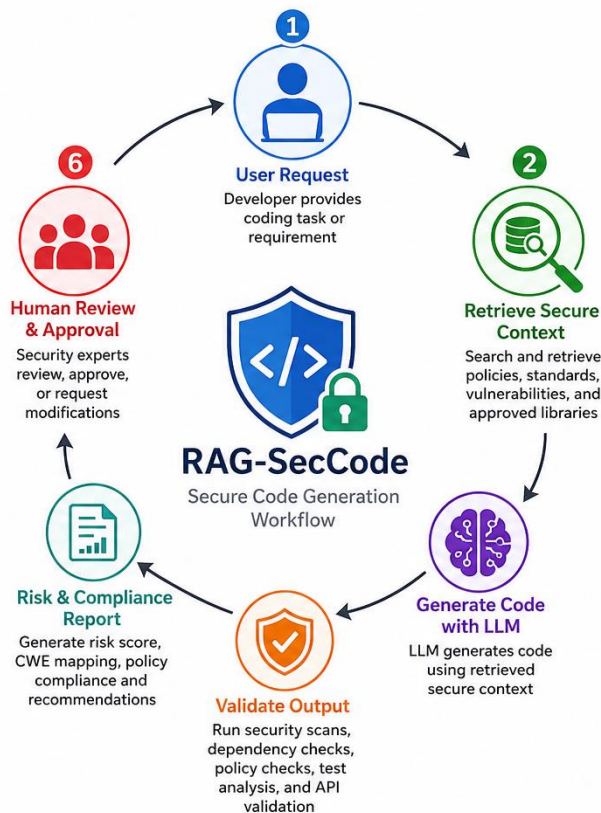 1
User Request
Developer provides
coding task or
requirement
2
Retrieve Secure
Context
Search and retrieve
policies, standards,
vulnerabilities, and
approved libraries
Generate Code
with LLM
LLM generates code
using retrieved
secure context
Validate Output
Run security scans,
dependency checks,
policy checks, test
analysis, and API
validation
Risk & Compliance
Report
Generate risk score,
CWE mapping, policy
compliance and
recommendations
6
Human Review
& Approval
Security experts
review, approve,
or request
modifications
</>
RAG-SecCode
Secure Code Generation
Workflow